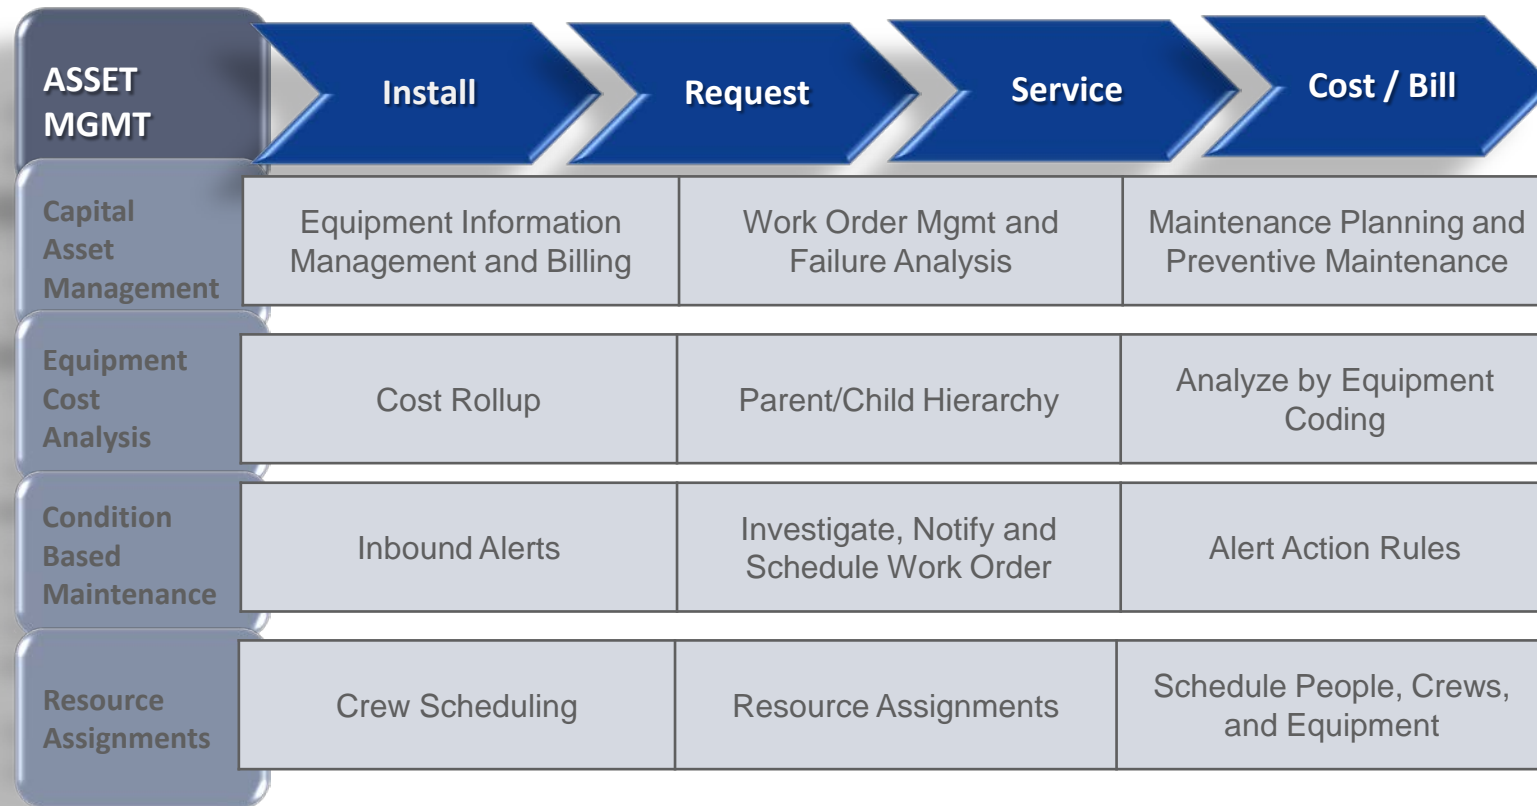 ASSET
MGMT
Install
Request
Service
Cost / Bill
Capital
Asset
Management
Equipment Information
Management and Billing
Work Order Mgmt and
Failure Analysis
Maintenance Planning and
Preventive Maintenance
Equipment
Cost
Analysis
Cost Rollup
Parent/Child Hierarchy
Analyze by Equipment
Coding
Condition
Based
Maintenance
Inbound Alerts
Investigate, Notify and
Schedule Work Order
Alert Action Rules
Resource
Assignments
Crew Scheduling
Resource Assignments
Schedule People, Crews,
and Equipment